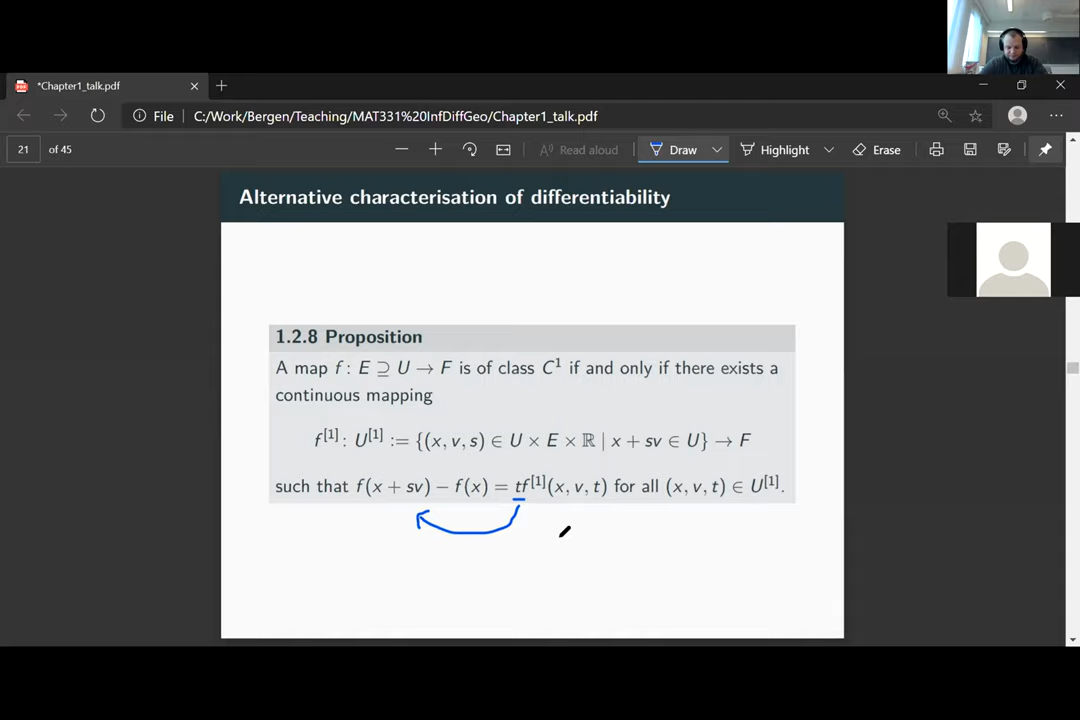 *Chapter1_talk.pdf
File C:/Work/Bergen/Teaching/MAT331%20InfDiffGeo/Chapter1_talk.pdf
21 of 45 Read aloud Draw Highlight Erase
Alternative characterisation of differentiability
1.2.8 Proposition
A map f : E ⊇ U → F is of class C¹ if and only if there exists a
continuous mapping
f^[1] : U^[1] := {(x, v, s) ∈ U × E × ℝ | x + sv ∈ U} → F
such that f(x + sv) − f(x) = tf^[1](x, v, t) for all (x, v, t) ∈ U^[1].